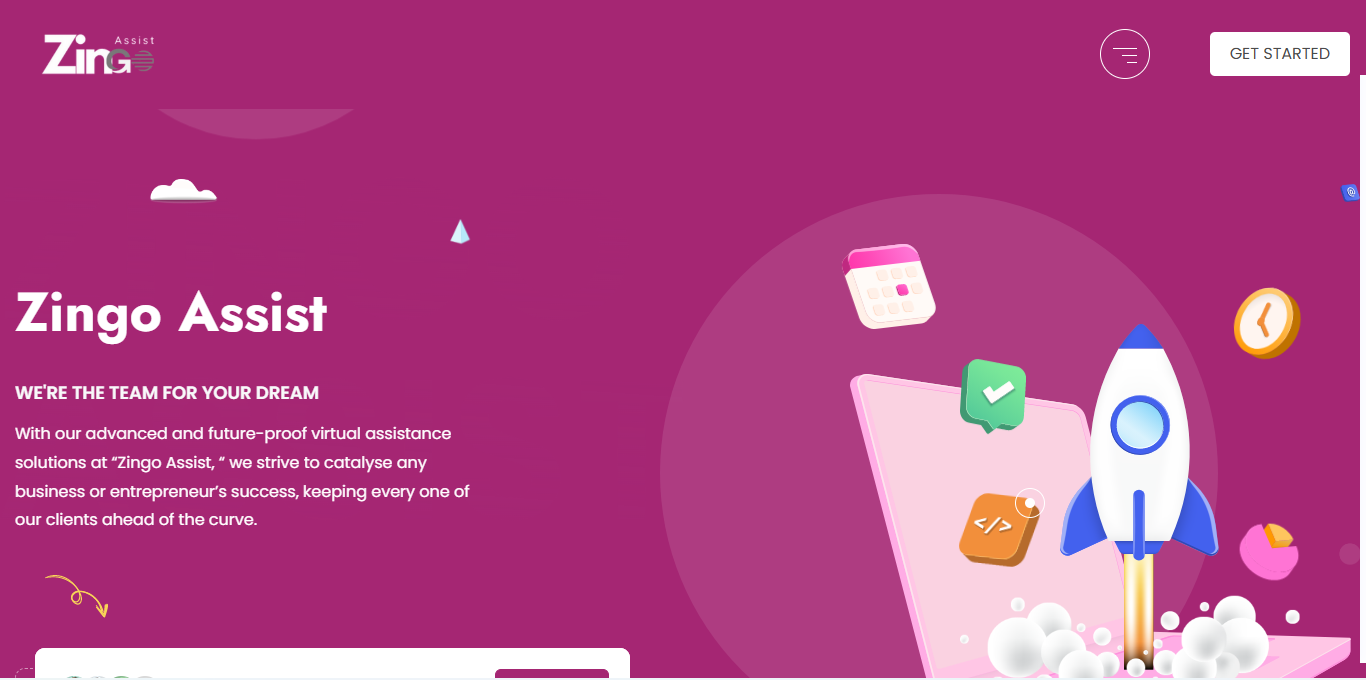 Zingo
Assist
GET STARTED
@
Zingo Assist
WE'RE THE TEAM FOR YOUR DREAM
With our advanced and future-proof virtual assistance
solutions at “Zingo Assist, “ we strive to catalyse any
business or entrepreneur’s success, keeping every one of
our clients ahead of the curve.
</>